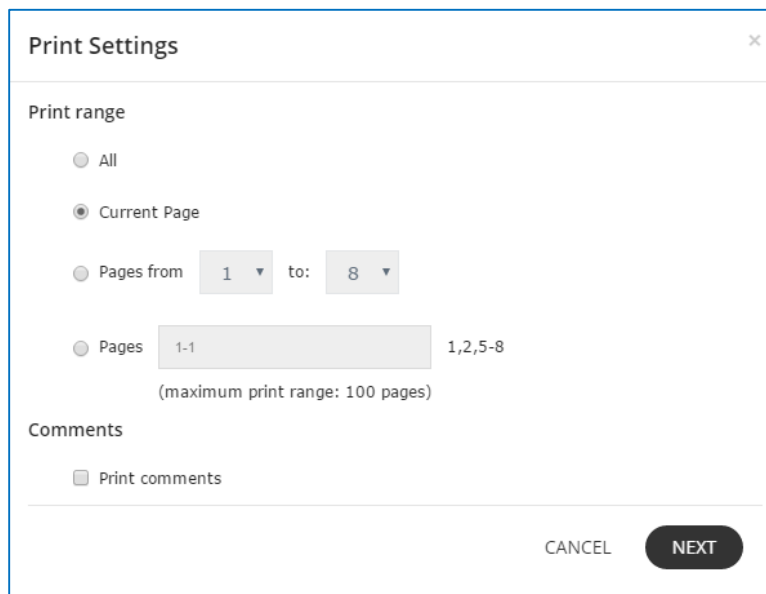 Print Settings ×
Print range
All
Current Page
Pages from 1 to: 8
Pages 1-1 1,2,5-8
(maximum print range: 100 pages)
Comments
Print comments
CANCEL NEXT